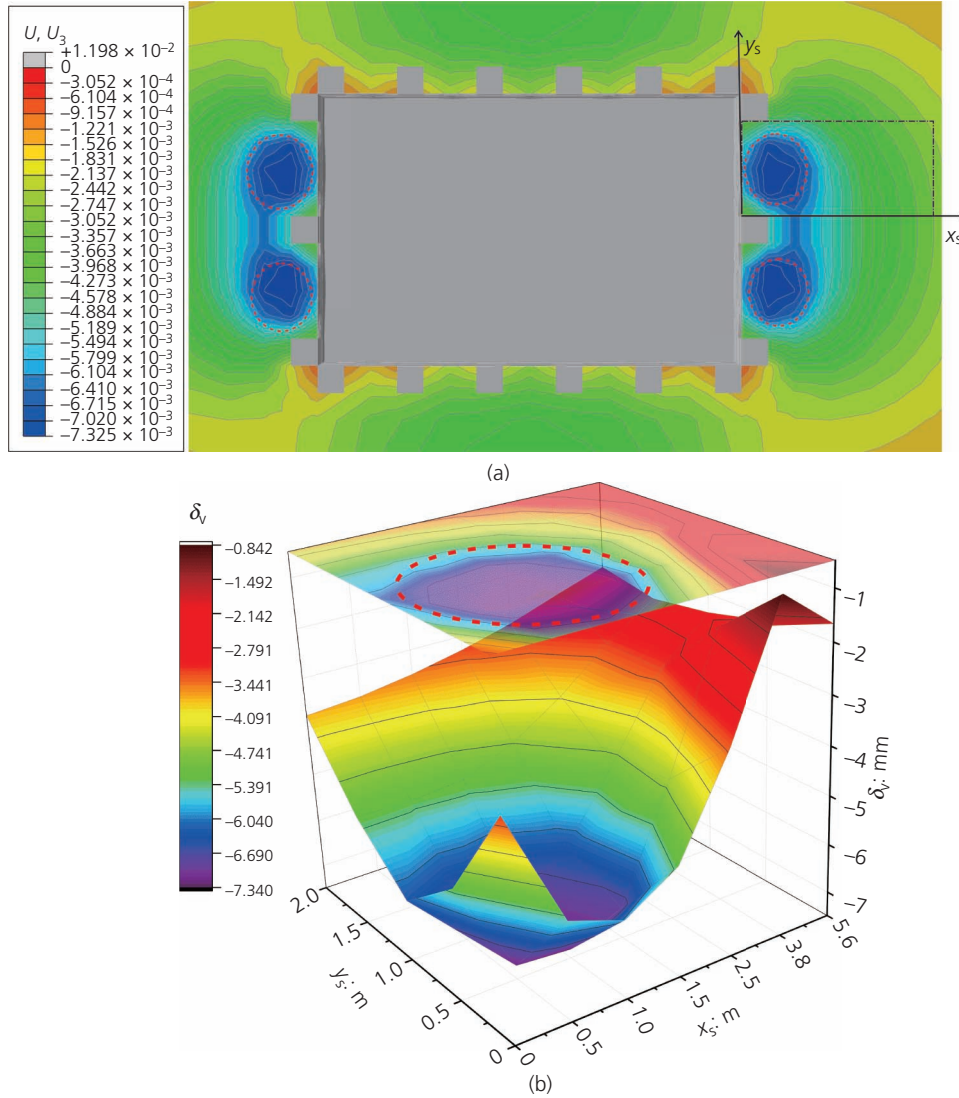 U, U₃
+1.198 × 10⁻²
0
−3.052 × 10⁻⁴
−6.104 × 10⁻⁴
−9.157 × 10⁻⁴
−1.221 × 10⁻³
−1.526 × 10⁻³
−1.831 × 10⁻³
−2.137 × 10⁻³
−2.442 × 10⁻³
−3.052 × 10⁻³
−3.357 × 10⁻³
−3.663 × 10⁻³
−3.968 × 10⁻³
−4.273 × 10⁻³
−4.578 × 10⁻³
−4.884 × 10⁻³
−5.189 × 10⁻³
−5.494 × 10⁻³
−5.799 × 10⁻³
−6.104 × 10⁻³
−6.410 × 10⁻³
−6.715 × 10⁻³
−7.020 × 10⁻³
−7.325 × 10⁻³
yₛ
xₛ
(a)
δᵥ
−0.842
−1.492
−2.142
−2.791
−3.441
−4.091
−4.741
−5.391
−6.040
−6.690
−7.340
−1
−2
−3
−4
−5
−6
−7
δᵥ: mm
2.0
1.5
1.0
0.5
0
yₛ: m
0
0.5
1.0
1.5
2.5
3.8
5.6
xₛ: m
(b)